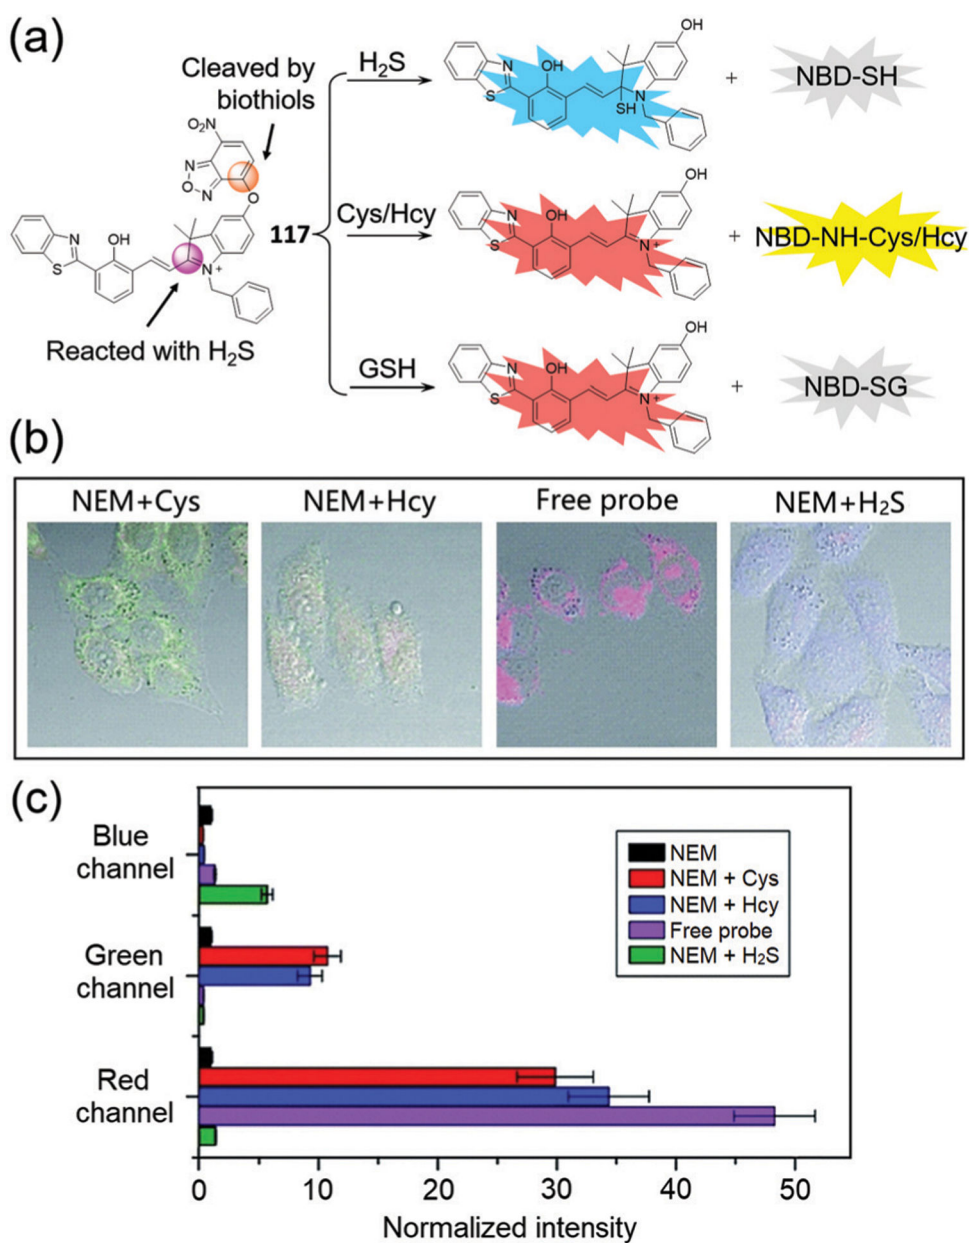 (a)
Cleaved by
biothiols
O₂N
N
O
N
O
N
S
OH
N
+
Reacted with H₂S
117
H₂S
N
S
OH
SH
N
OH
+
NBD-SH
Cys/Hcy
N
S
OH
N
+
OH
+
NBD-NH-Cys/Hcy
GSH
N
S
OH
N
+
OH
+
NBD-SG
(b)
NEM+Cys
NEM+Hcy
Free probe
NEM+H₂S
(c)
Blue
channel
Green
channel
Red
channel
NEM
NEM + Cys
NEM + Hcy
Free probe
NEM + H₂S
0
10
20
30
40
50
Normalized intensity